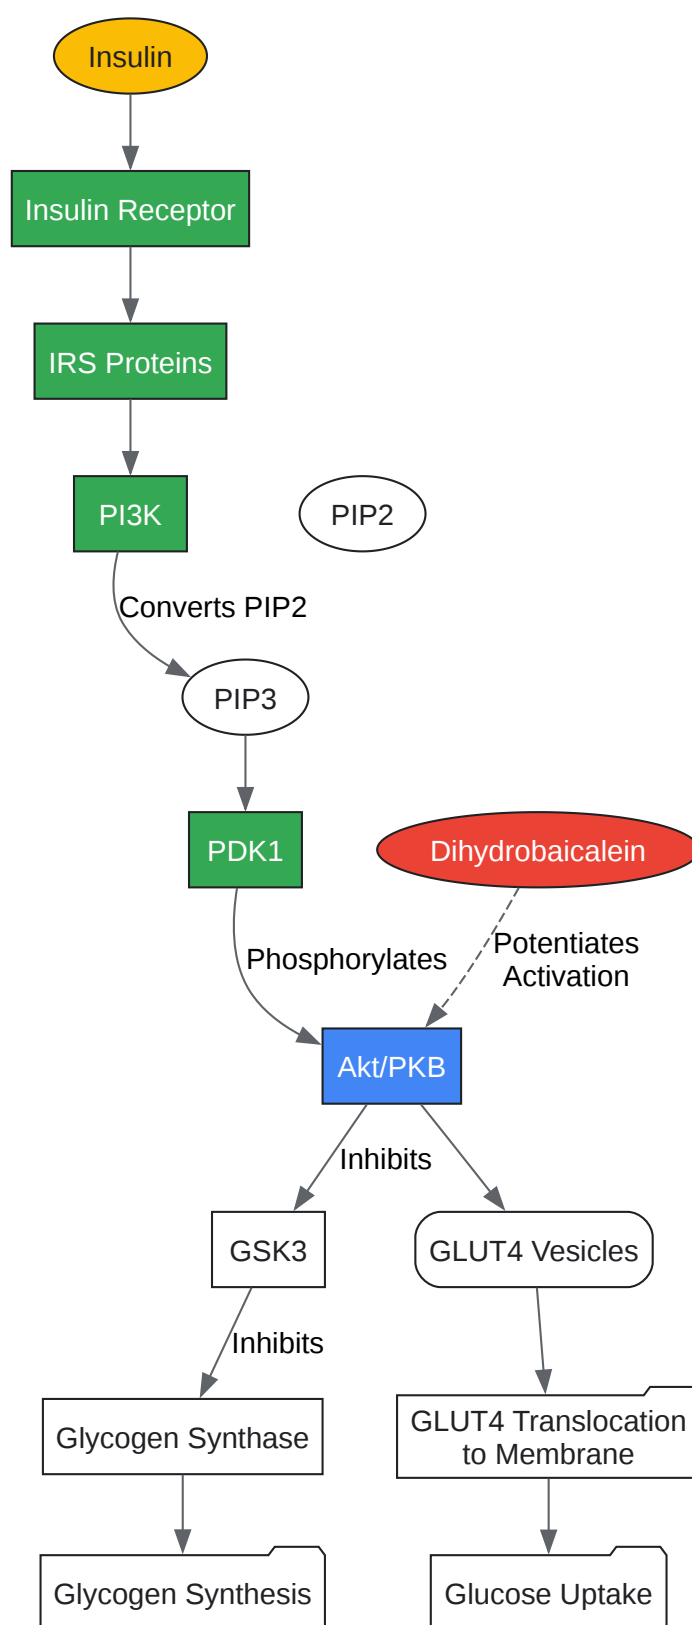 Insulin
Insulin Receptor
IRS Proteins
PI3K
PIP2
Converts PIP2
PIP3
PDK1
Dihydrobaicalein
Phosphorylates
Potentiates
Activation
Akt/PKB
Inhibits
GSK3
GLUT4 Vesicles
Inhibits
Glycogen Synthase
GLUT4 Translocation
to Membrane
Glycogen Synthesis
Glucose Uptake